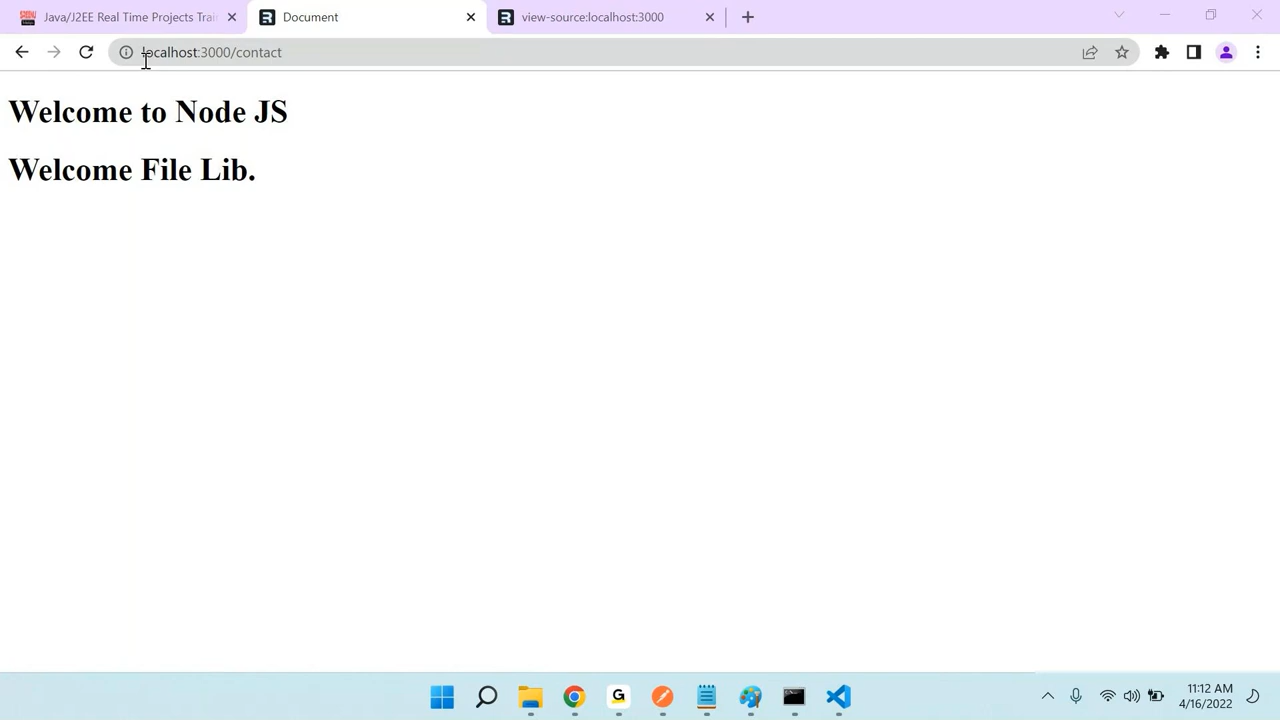 Java/J2EE Real Time Projects Trai
Document
view-source:localhost:3000
localhost:3000/contact
Welcome to Node JS
Welcome File Lib.
11:12 AM
4/16/2022